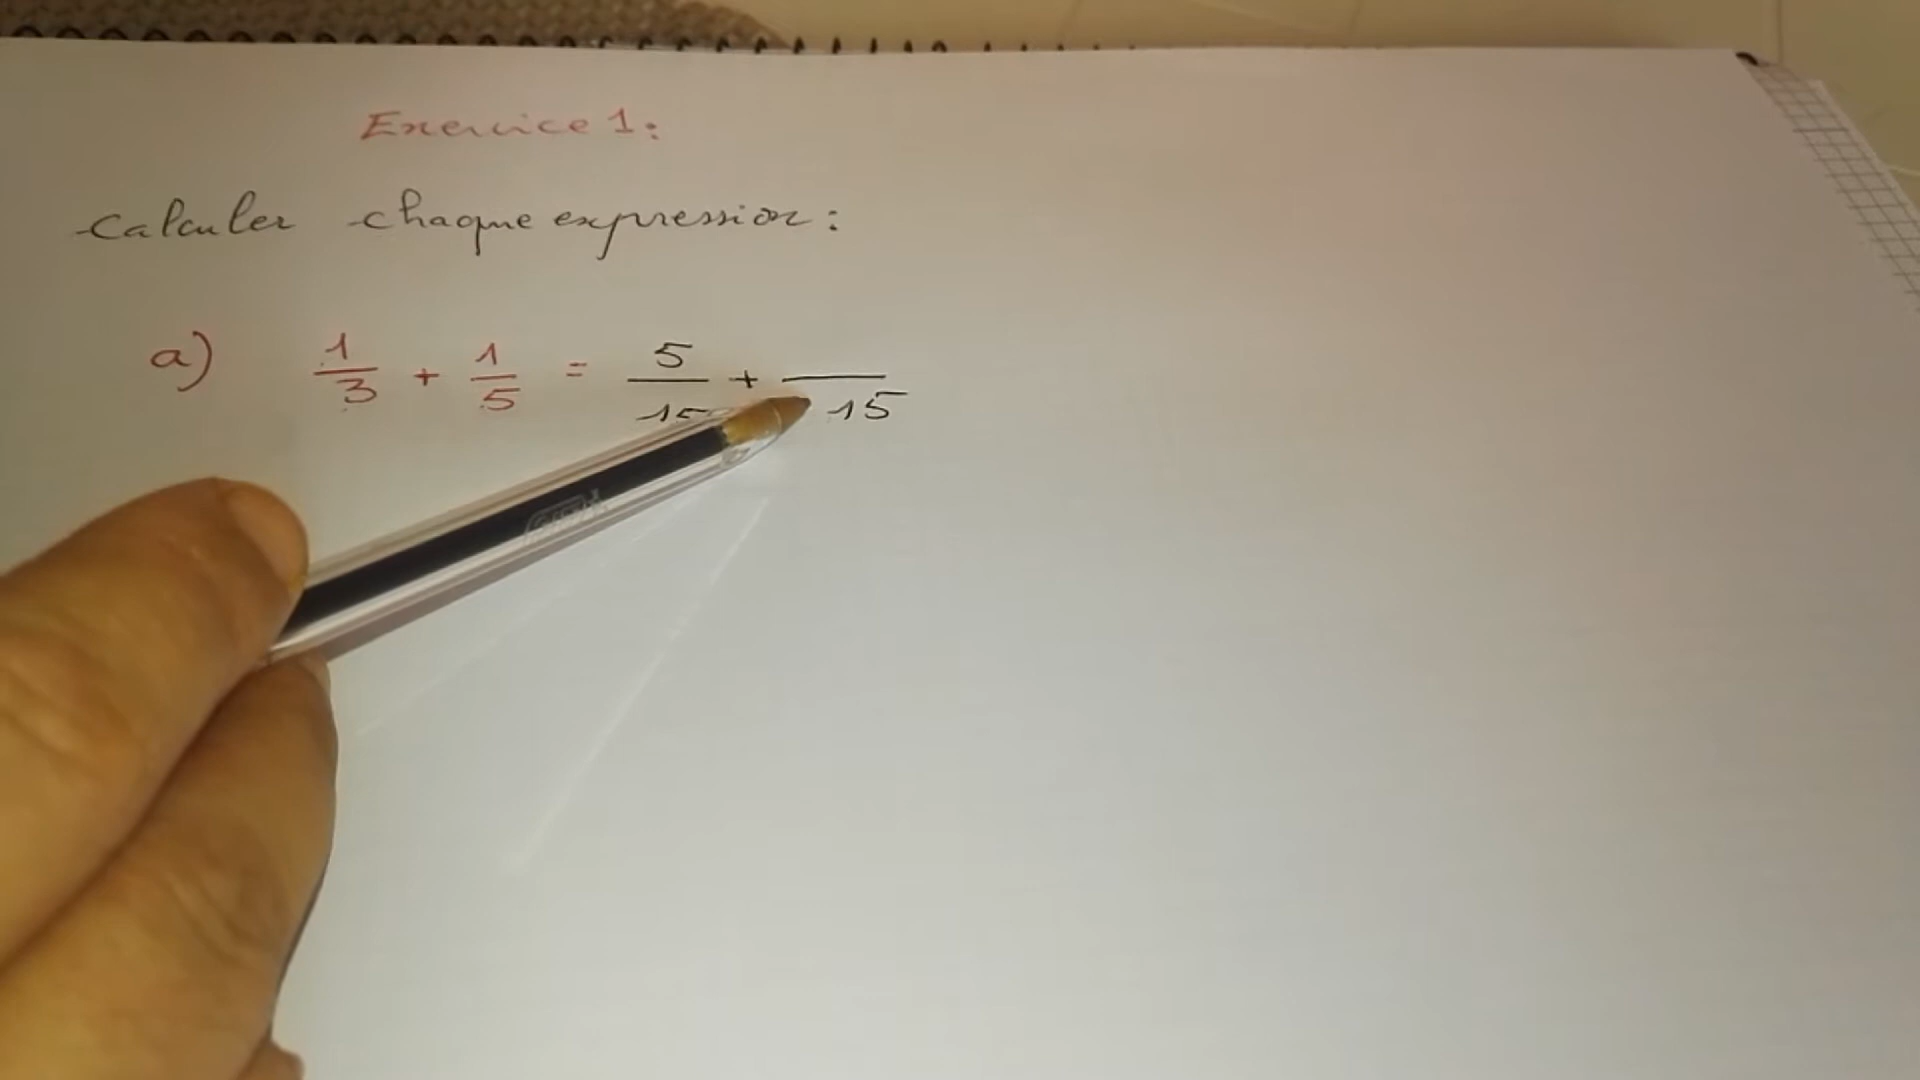 Exercice 1:
calculer chaque expression:
a) 1/3 + 1/5 = 5/15 + /15